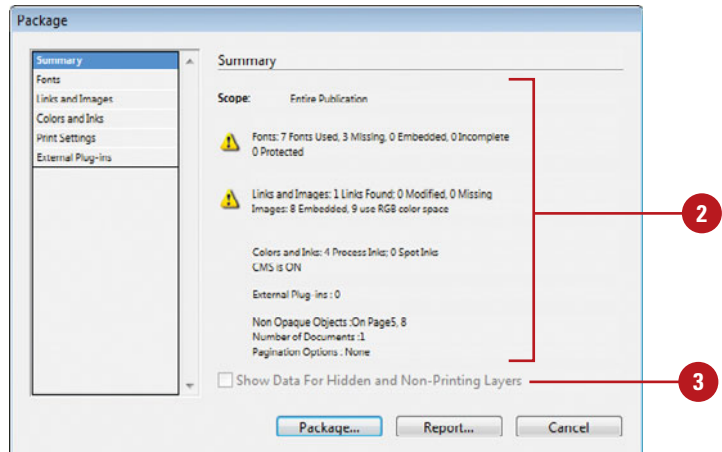 Package
Summary
Fonts
Links and Images
Colors and Inks
Print Settings
External Plug-ins
Summary
Scope: Entire Publication
Fonts: 7 Fonts Used, 3 Missing, 0 Embedded, 0 Incomplete
0 Protected
Links and Images: 1 Links Found; 0 Modified, 0 Missing
Images: 8 Embedded, 9 use RGB color space
Colors and Inks: 4 Process Inks; 0 Spot Inks
CMS is ON
External Plug-ins : 0
Non Opaque Objects :On Page5, 8
Number of Documents :1
Pagination Options : None
2
Show Data For Hidden and Non-Printing Layers
3
Package...
Report...
Cancel